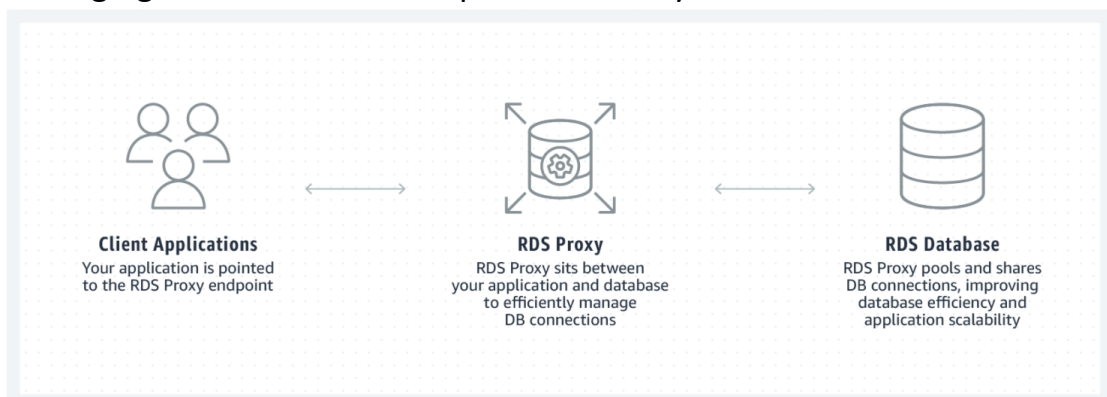 Client Applications
Your application is pointed
to the RDS Proxy endpoint
RDS Proxy
RDS Proxy sits between
your application and database
to efficiently manage
DB connections
RDS Database
RDS Proxy pools and shares
DB connections, improving
database efficiency and
application scalability